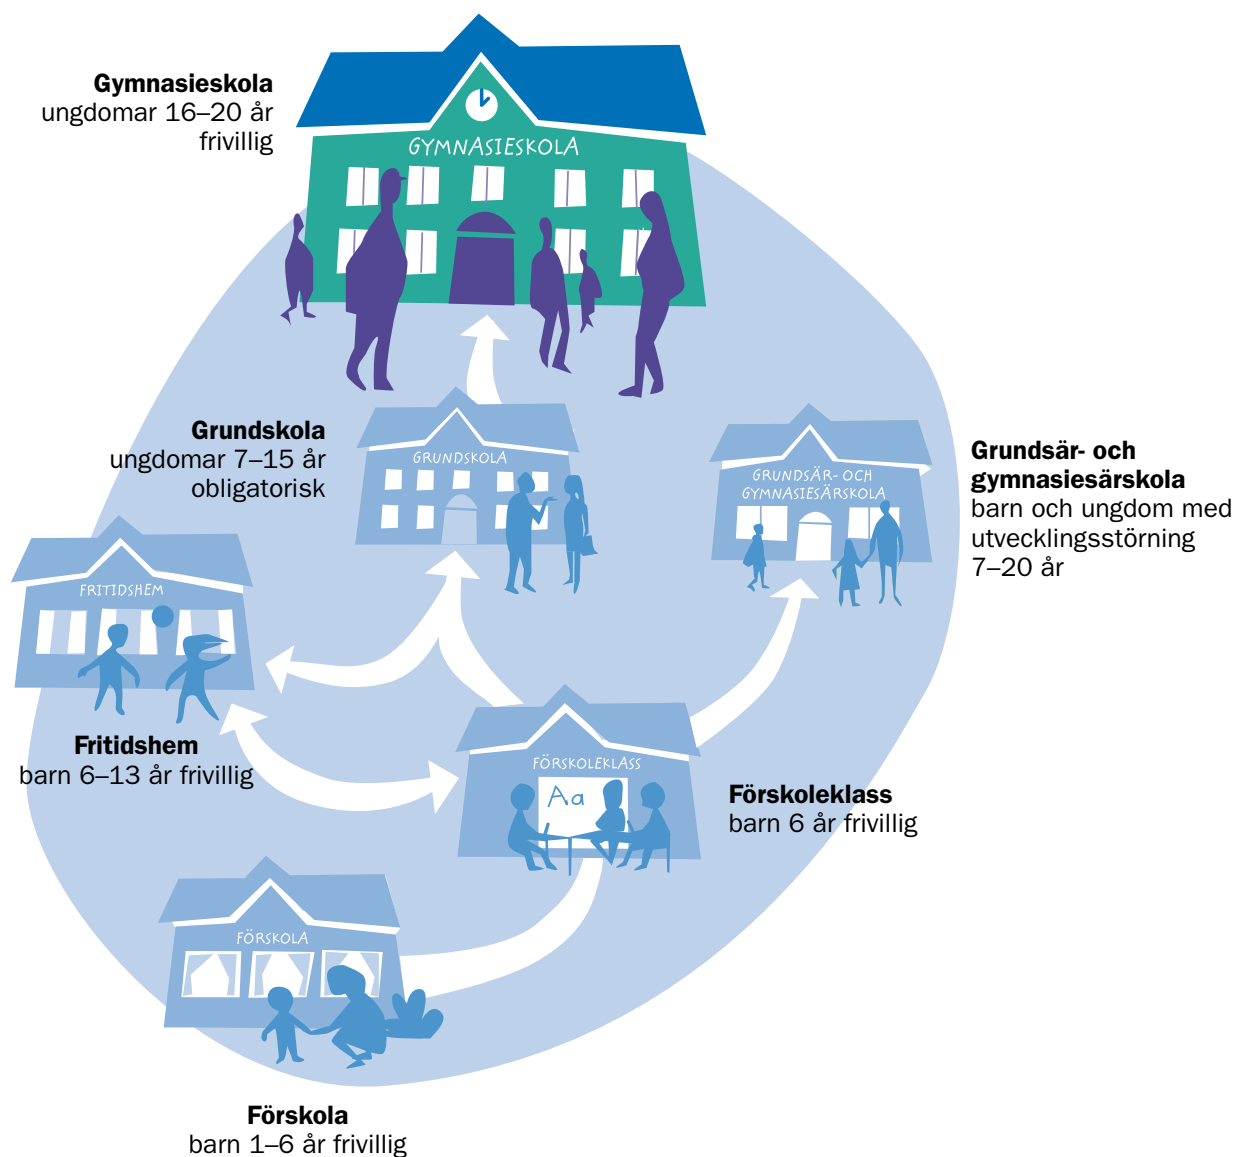 Gymnasieskola
ungdomar 16–20 år
frivillig
GYMNASIESKOLA
Grundskola
ungdomar 7–15 år
obligatorisk
GRUNDSKOLA
GRUNDSÄR- OCH
GYMNASIESÄRSKOLA
Grundsär- och
gymnasiesärskola
barn och ungdom med
utvecklingsstörning
7–20 år
FRITIDSHEM
Fritidshem
barn 6–13 år frivillig
FÖRSKOLEKLASS
Aa
Förskoleklass
barn 6 år frivillig
FÖRSKOLA
Förskola
barn 1–6 år frivillig